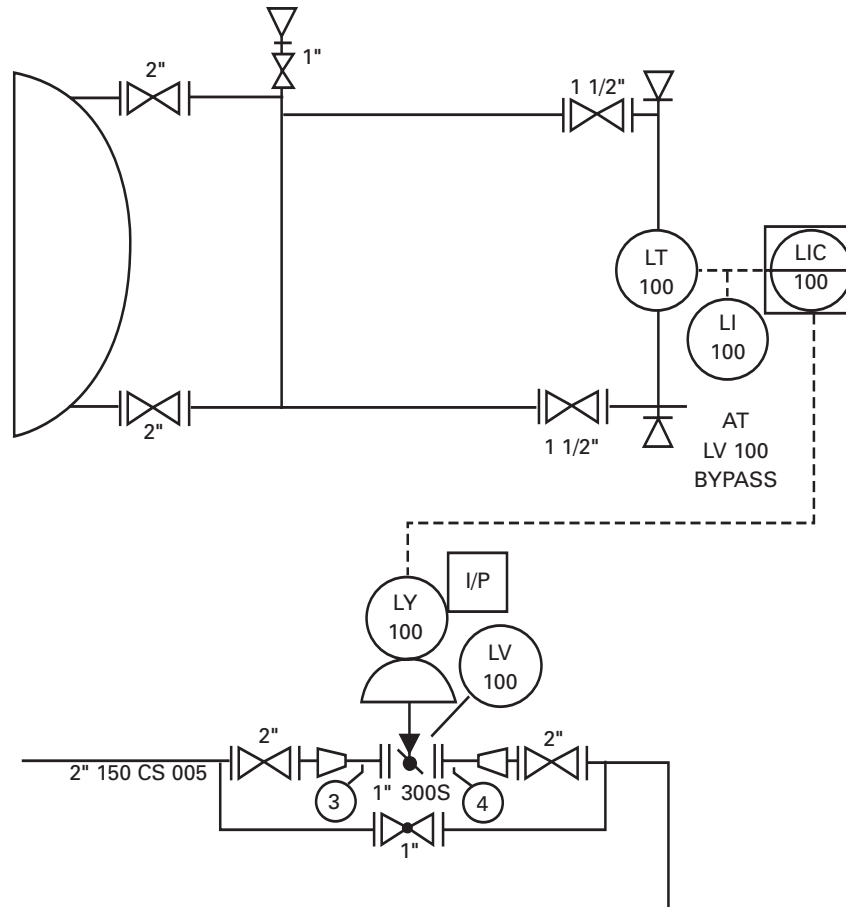 1"
2"
1 1/2"
LT
100
LIC
100
LI
100
2"
1 1/2"
AT
LV 100
BYPASS
I/P
LY
100
LV
100
2"
2"
2" 150 CS 005
3
1" 300S
4
1"